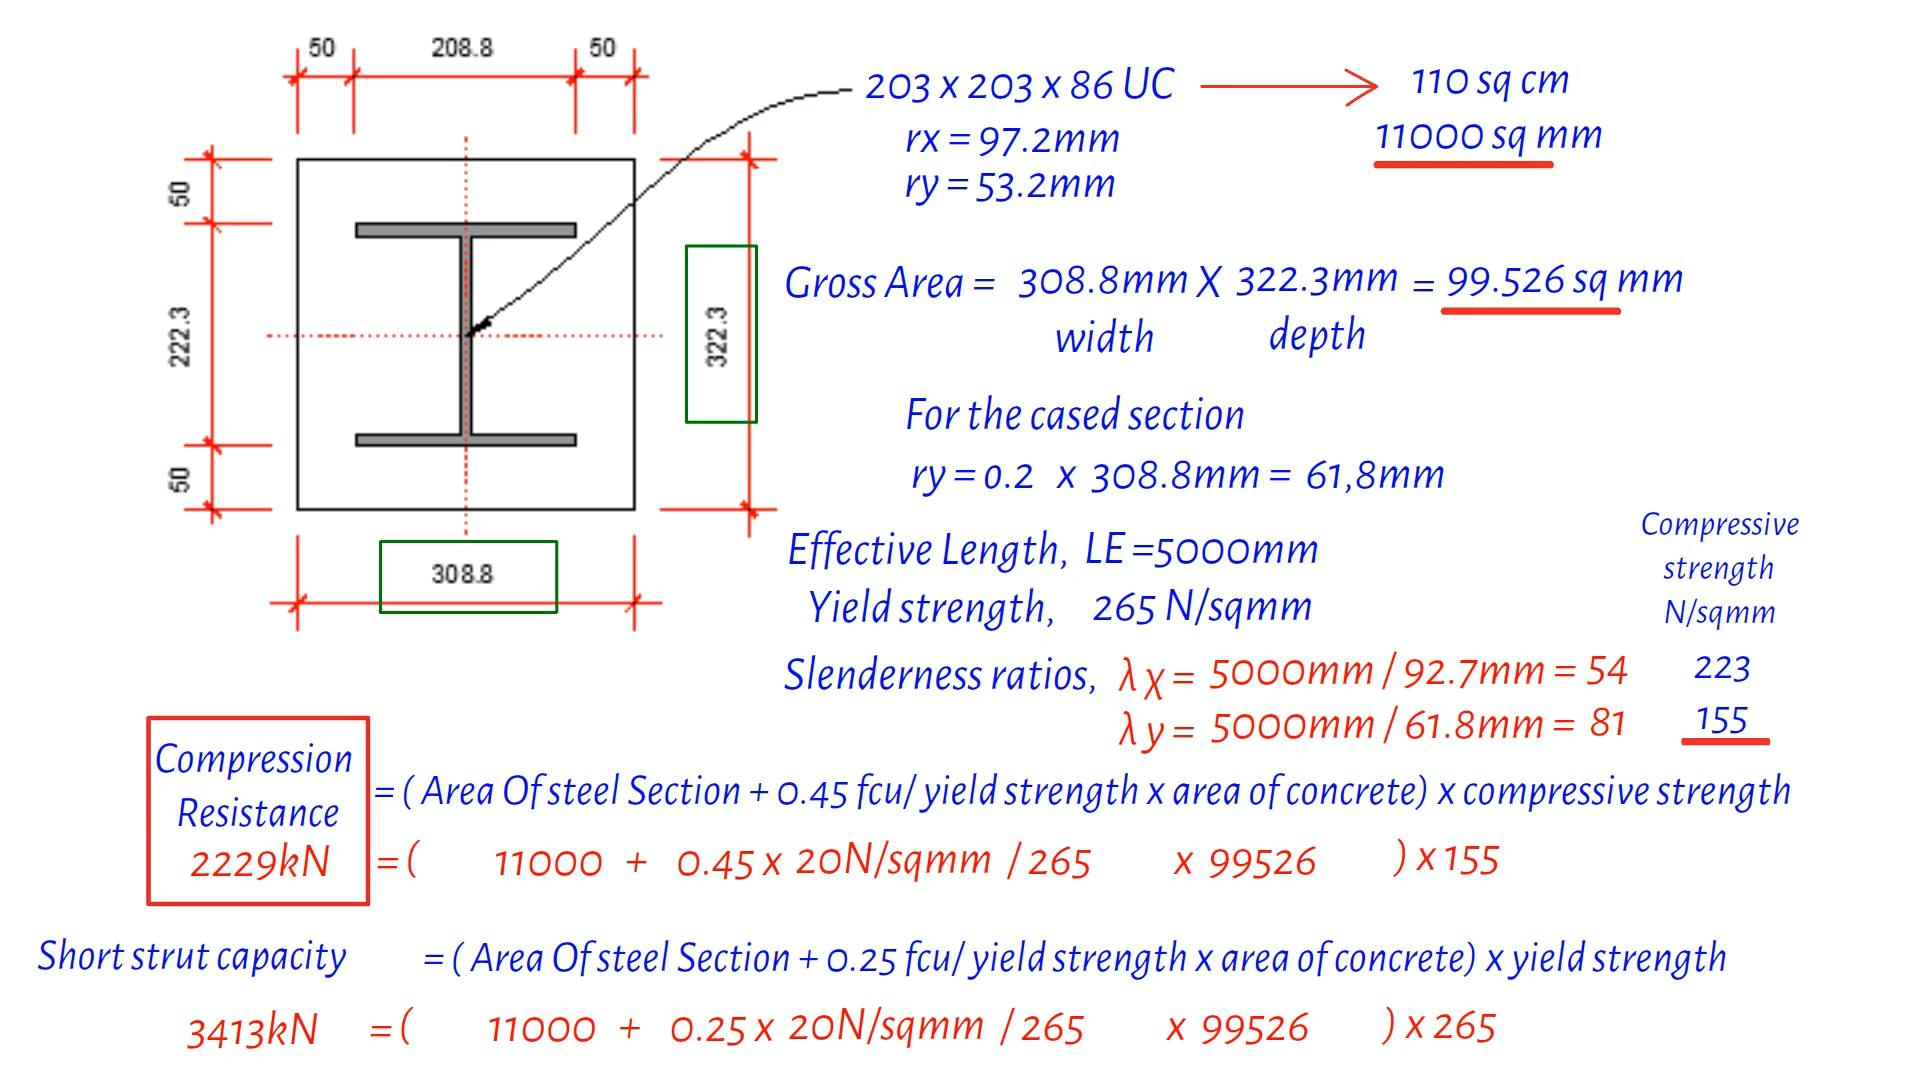 50 208.8 50
203 x 203 x 86 UC
110 sq cm
rx = 97.2mm
11000 sq mm
ry = 53.2mm
50
222.3
50
322.3
308.8
Gross Area = 308.8mm X 322.3mm = 99.526 sq mm
width depth
For the cased section
ry = 0.2 x 308.8mm = 61,8mm
Effective Length, LE =5000mm
Yield strength, 265 N/sqmm
Compressive
strength
N/sqmm
Slenderness ratios, λ χ = 5000mm / 92.7mm = 54 223
λ y = 5000mm / 61.8mm = 81 155
Compression
Resistance
= ( Area Of steel Section + 0.45 fcu/ yield strength x area of concrete) x compressive strength
2229kN = ( 11000 + 0.45 x 20N/sqmm / 265 x 99526 ) x 155
Short strut capacity = ( Area Of steel Section + 0.25 fcu/ yield strength x area of concrete) x yield strength
3413kN = ( 11000 + 0.25 x 20N/sqmm / 265 x 99526 ) x 265